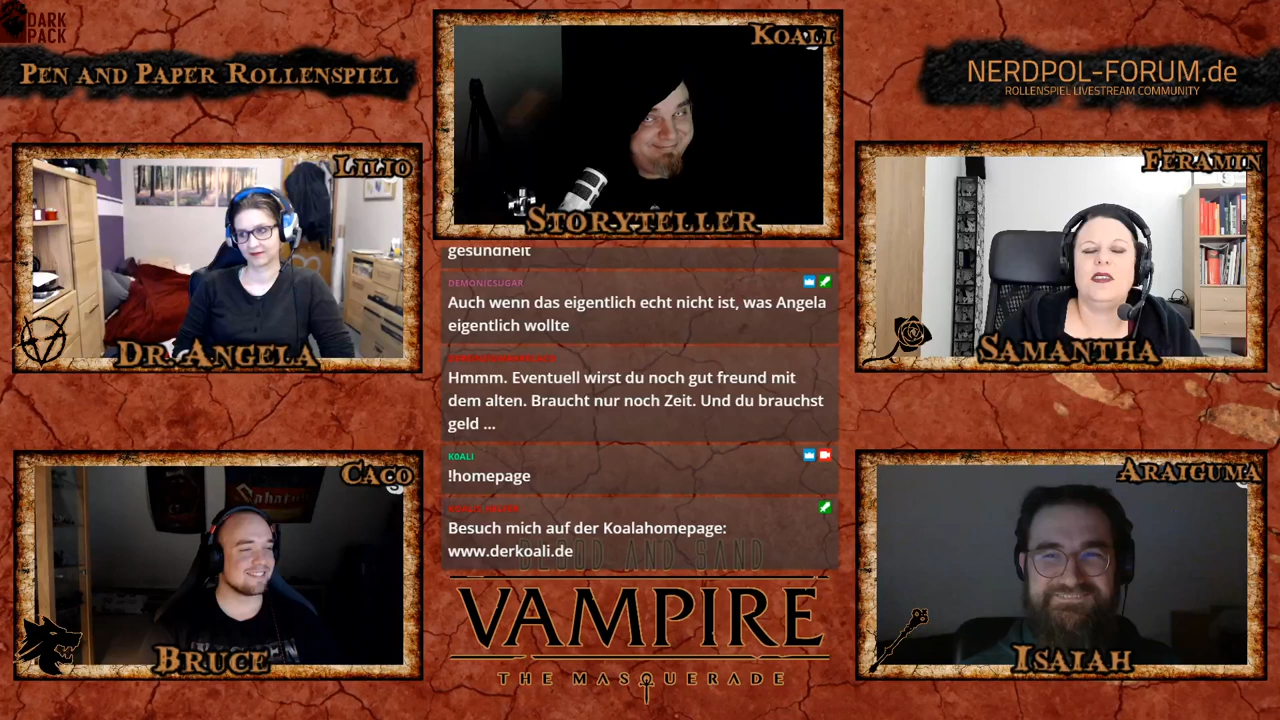 DARK
PACK
PEN AND PAPER ROLLENSPIEL
KOALI
STORYTELLER
NERDPOL-FORUM.de
ROLLENSPIEL LIVESTREAM COMMUNITY
LILIO
DR. ANGELA
FERAMIN
SAMANTHA
gesundheit
DEMONICSUGAR
Auch wenn das eigentlich echt nicht ist, was Angela
eigentlich wollte
Hmmm. Eventuell wirst du noch gut freund mit
dem alten. Braucht nur noch Zeit. Und du brauchst
geld ...
K0ALI
!homepage
Besuch mich auf der Koalahomepage:
www.derkoali.de
CACO
Sabaton
BRUCE
ARAIGUMA
ISAIAH
BLOOD AND SAND
VAMPIRE
THE MASQUERADE